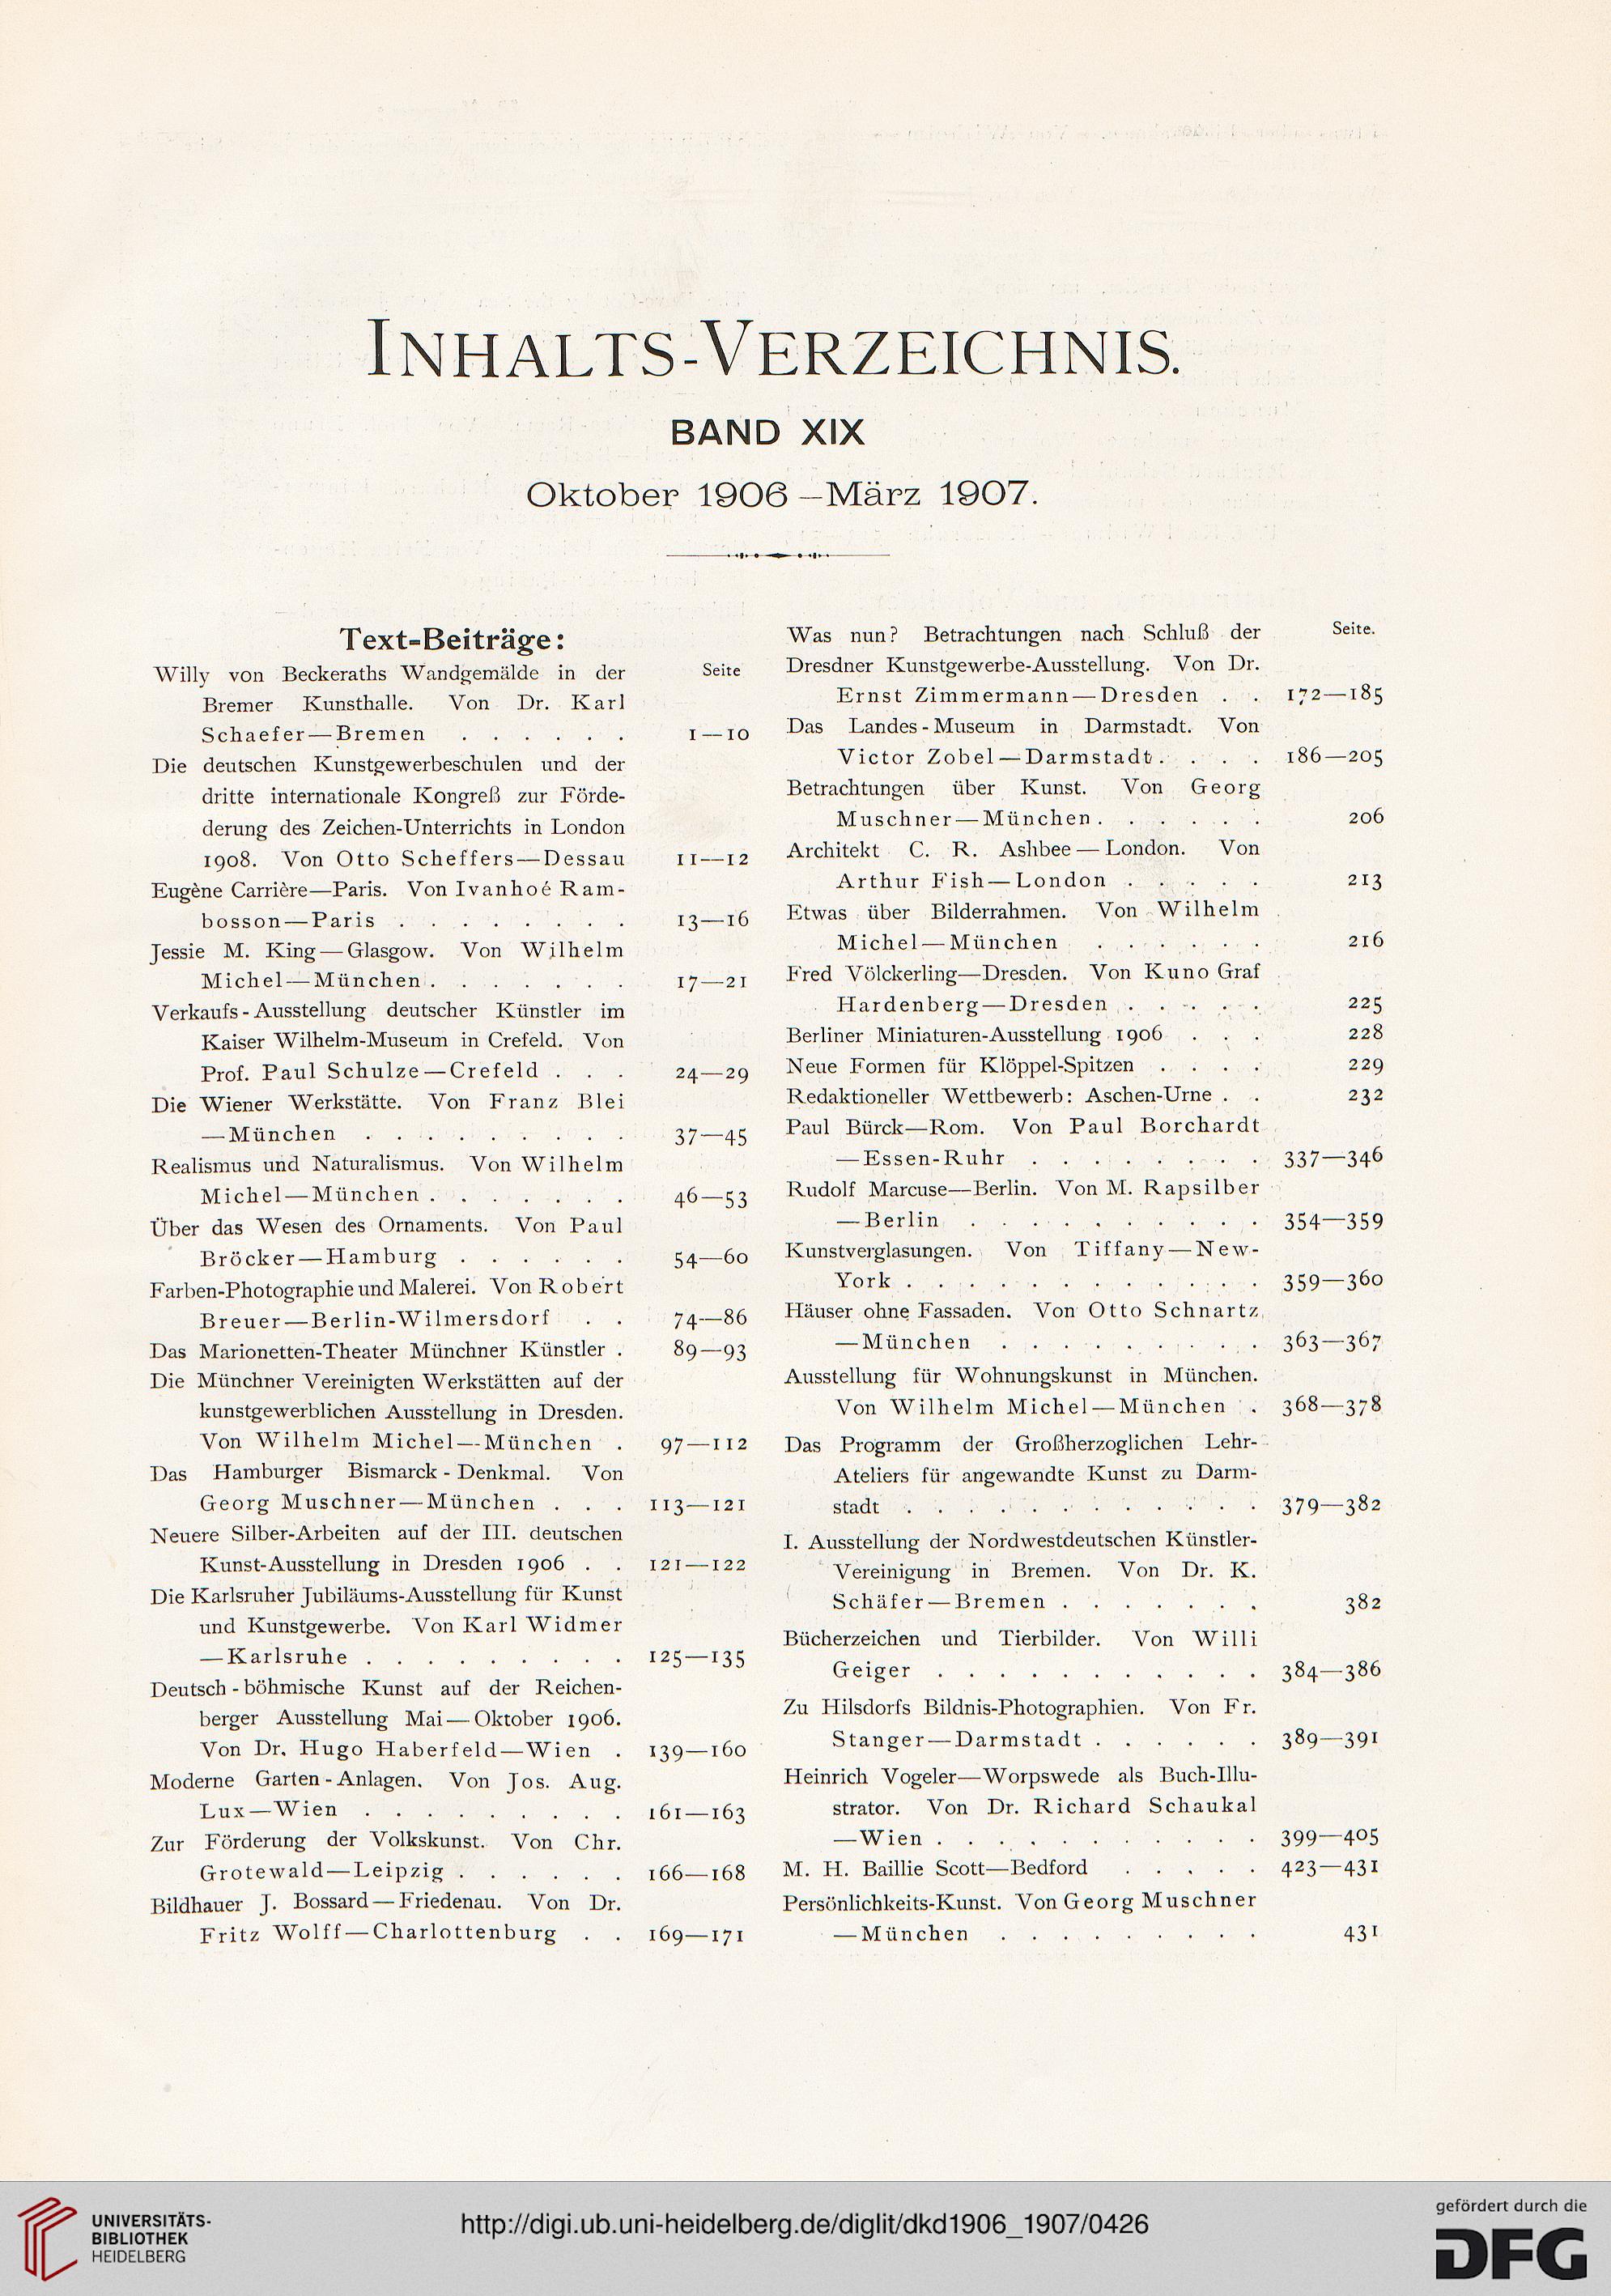 INHALTS-VERZEICHNIS.
BAND XIX
Oktober 1906 – März 1907.
Text-Beiträge:
Seite
Willy von Beckeraths Wandgemälde in der
Bremer Kunsthalle. Von Dr. Karl
Schaefer—Bremen . . . . . . 1—10
Die deutschen Kunstgewerbeschulen und der
dritte internationale Kongreß zur Förde-
derung des Zeichen-Unterrichts in London
1908. Von Otto Scheffers—Dessau 11—12
Eugène Carrière—Paris. Von Ivanhoé Ram-
bosson—Paris . . . . . . . . 13—16
Jessie M. King—Glasgow. Von Wilhelm
Michel—München . . . . . . . 17—21
Verkaufs-Ausstellung deutscher Künstler im
Kaiser Wilhelm-Museum in Crefeld. Von
Prof. Paul Schulze—Crefeld . . . 24—29
Die Wiener Werkstätte. Von Franz Blei
—München . . . . . . . . . 37—45
Realismus und Naturalismus. Von Wilhelm
Michel—München . . . . . . . 46—53
Über das Wesen des Ornaments. Von Paul
Bröcker—Hamburg . . . . . . 54—60
Farben-Photographie und Malerei. Von Robert
Breuer—Berlin-Wilmersdorf . . 74—86
Das Marionetten-Theater Münchner Künstler . 89—93
Die Münchner Vereinigten Werkstätten auf der
kunstgewerblichen Ausstellung in Dresden.
Von Wilhelm Michel—München . 97—112
Das Hamburger Bismarck-Denkmal. Von
Georg Muschner—München . . . 113—121
Neuere Silber-Arbeiten auf der III. deutschen
Kunst-Ausstellung in Dresden 1906 . . 121—122
Die Karlsruher Jubiläums-Ausstellung für Kunst
und Kunstgewerbe. Von Karl Widmer
—Karlsruhe . . . . . . . . . 125—135
Deutsch-böhmische Kunst auf der Reichen-
berger Ausstellung Mai—Oktober 1906.
Von Dr. Hugo Haberfeld—Wien . 139—160
Moderne Garten-Anlagen. Von Jos. Aug.
Lux—Wien . . . . . . . . . 161—163
Zur Förderung der Volkskunst. Von Chr.
Grotewald—Leipzig . . . . . . 166—168
Bildhauer J. Bossard—Friedenau. Von Dr.
Fritz Wolff—Charlottenburg . . 169—171
Seite.
Was nun? Betrachtungen nach Schluß der
Dresdner Kunstgewerbe-Ausstellung. Von Dr.
Ernst Zimmermann—Dresden . . 172—185
Das Landes-Museum in Darmstadt. Von
Victor Zobel—Darmstadt . . . . 186—205
Betrachtungen über Kunst. Von Georg
Muschner—München . . . . . . 206
Architekt C. R. Ashbee—London. Von
Arthur Fish—London . . . . . 213
Etwas über Bilderrahmen. Von Wilhelm
Michel—München . . . . . . 216
Fred Völckerling—Dresden. Von Kuno Graf
Hardenberg—Dresden . . . . . 225
Berliner Miniaturen-Ausstellung 1906 . . . 228
Neue Formen für Klöppel-Spitzen . . . . 229
Redaktioneller Wettbewerb: Aschen-Urne . . 232
Paul Bürck—Rom. Von Paul Borchardt
—Essen-Ruhr . . . . . . . . 337—346
Rudolf Marcuse—Berlin. Von M. Rapsilber
—Berlin . . . . . . . . . . 354—359
Kunstverglasungen. Von Tiffany—New-
York . . . . . . . . . . . . 359—360
Häuser ohne Fassaden. Von Otto Schnartz
—München . . . . . . . . . 363—367
Ausstellung für Wohnungskunst in München.
Von Wilhelm Michel—München . 368—378
Das Programm der Großherzoglichen Lehr-
Ateliers für angewandte Kunst zu Darm-
stadt . . . . . . . . . . . . 379—382
I. Ausstellung der Nordwestdeutschen Künstler-
Vereinigung in Bremen. Von Dr. K.
Schäfer—Bremen . . . . . . . 382
Bücherzeichen und Tierbilder. Von Willi
Geiger . . . . . . . . . . . 384—386
Zu Hilsdorfs Bildnis-Photographien. Von Fr.
Stanger—Darmstadt . . . . . . 389—391
Heinrich Vogeler—Worpswede als Buch-Illu-
strator. Von Dr. Richard Schaukal
—Wien . . . . . . . . . . . 399—405
M. H. Baillie Scott—Bedford . . . . . 423—431
Persönlichkeits-Kunst. Von Georg Muschner
—München . . . . . . . . . 431
UNIVERSITÄTS-
BIBLIOTHEK
HEIDELBERG
http://digi.ub.uni-heidelberg.de/diglit/dkd1906_1907/0426
gefördert durch die
DFG